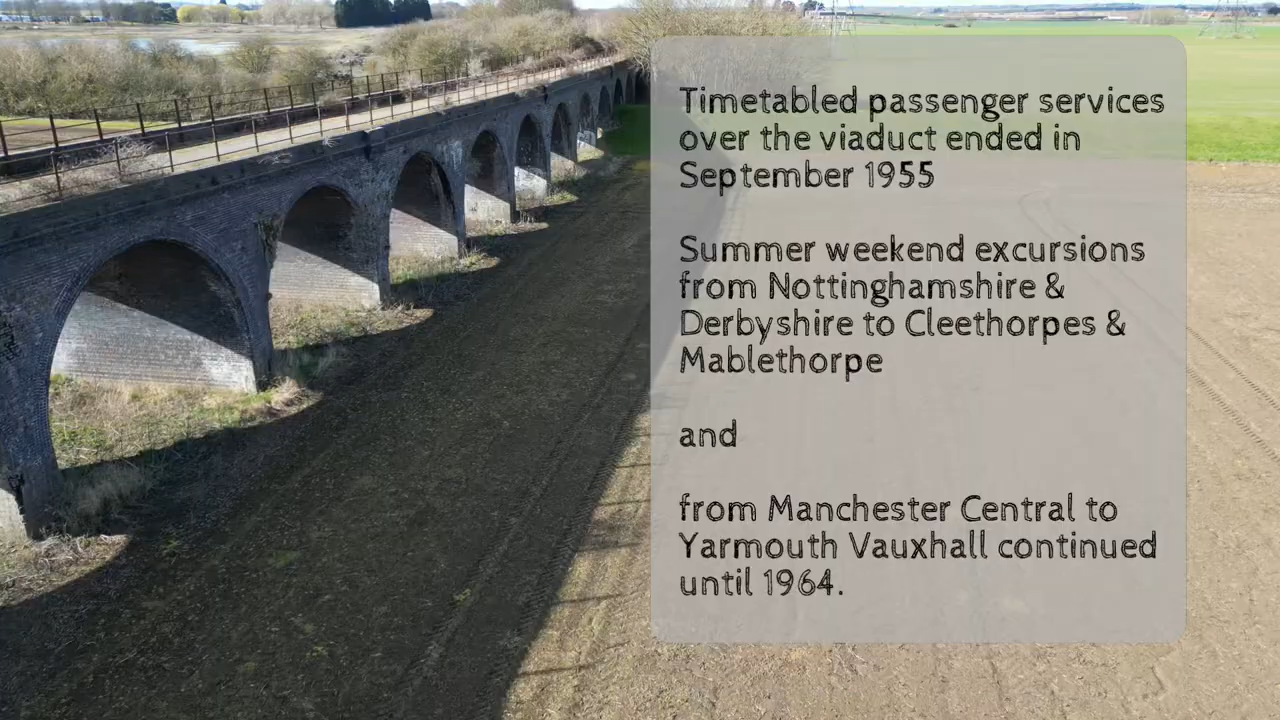 Timetabled passenger services
over the viaduct ended in
September 1955
Summer weekend excursions
from Nottinghamshire &
Derbyshire to Cleethorpes &
Mablethorpe
and
from Manchester Central to
Yarmouth Vauxhall continued
until 1964.